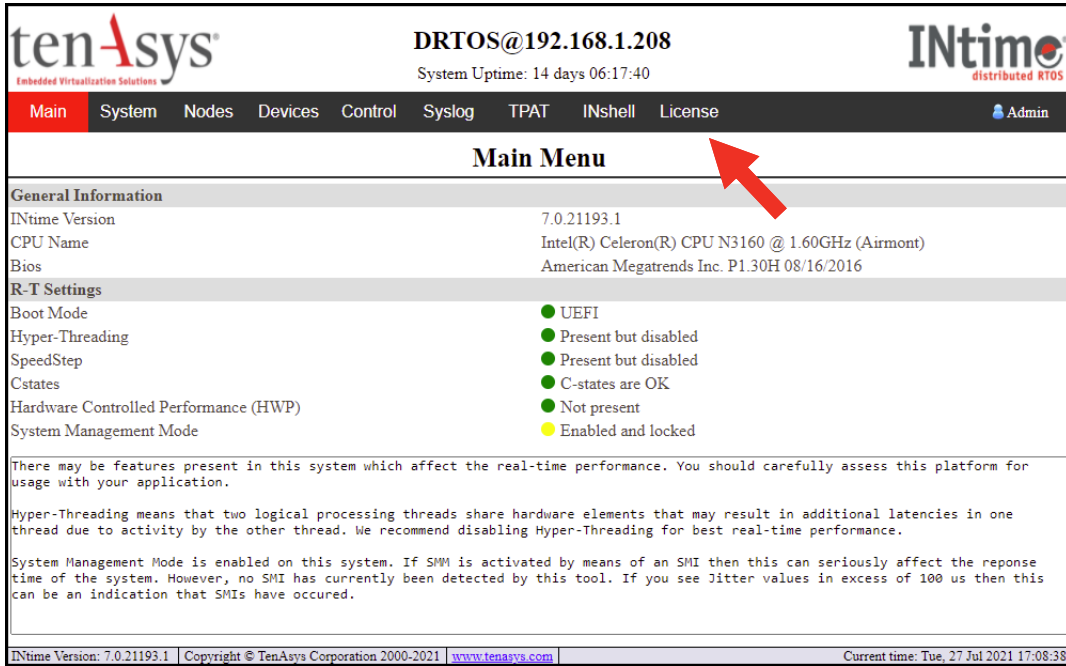 tenAsys
Embedded Virtualization Solutions
DRTOS@192.168.1.208
System Uptime: 14 days 06:17:40
INtime
distributed RTOS
Main System Nodes Devices Control Syslog TPAT INshell License Admin
Main Menu
General Information
INtime Version 7.0.21193.1
CPU Name Intel(R) Celeron(R) CPU N3160 @ 1.60GHz (Airmont)
Bios American Megatrends Inc. P1.30H 08/16/2016
R-T Settings
Boot Mode UEFI
Hyper-Threading Present but disabled
SpeedStep Present but disabled
Cstates C-states are OK
Hardware Controlled Performance (HWP) Not present
System Management Mode Enabled and locked
There may be features present in this system which affect the real-time performance. You should carefully assess this platform for
usage with your application.
Hyper-Threading means that two logical processing threads share hardware elements that may result in additional latencies in one
thread due to activity by the other thread. We recommend disabling Hyper-Threading for best real-time performance.
System Management Mode is enabled on this system. If SMM is activated by means of an SMI then this can seriously affect the reponse
time of the system. However, no SMI has currently been detected by this tool. If you see Jitter values in excess of 100 us then this
can be an indication that SMIs have occured.
INtime Version: 7.0.21193.1 Copyright © TenAsys Corporation 2000-2021 www.tenasys.com Current time: Tue, 27 Jul 2021 17:08:38